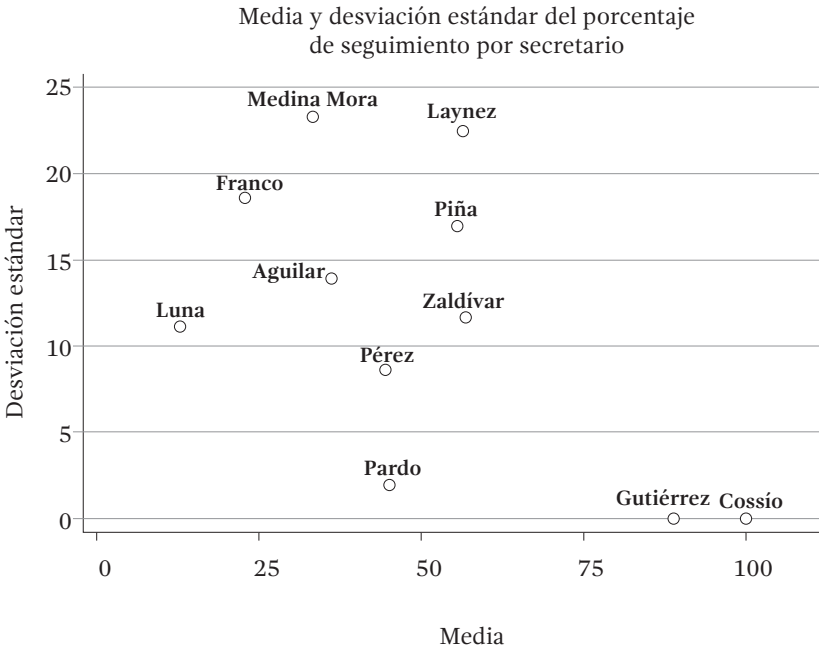 Media y desviación estándar del porcentaje
de seguimiento por secretario
Desviación estándar
25
20
15
10
5
0
Medina Mora
Laynez
Franco
Piña
Aguilar
Zaldívar
Luna
Pérez
Pardo
Gutiérrez Cossío
0 25 50 75 100
Media